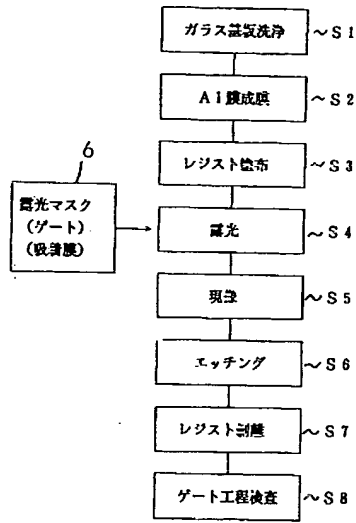 ガラス基板洗浄
~S1
Al膜成膜
~S2
レジスト塗布
~S3
6
露光マスク
(ゲート)
(吸着膜)
露光
~S4
現像
~S5
エッチング
~S6
レジスト剥離
~S7
ゲート工程検査
~S8